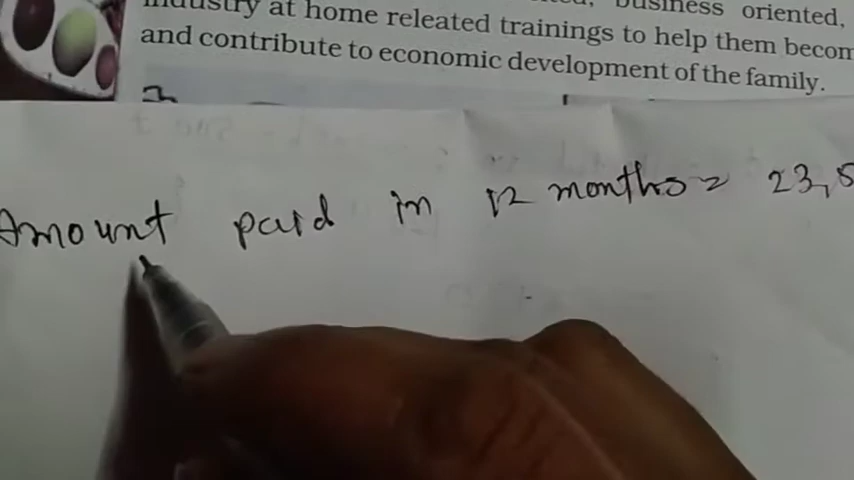 industry at home releated trainings to help them becom
and contribute to economic development of the family.
Amount paid in 12 months = 23,5